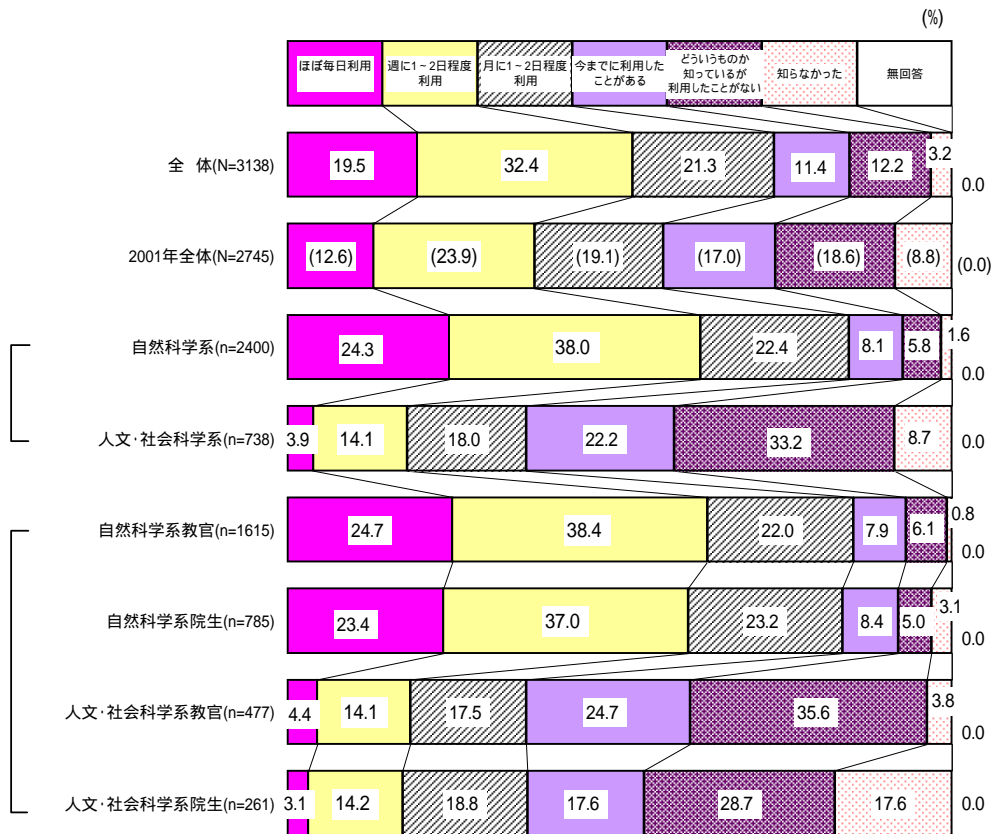 (%)
ほぼ毎日利用
週に1~2日程度
利用
月に1~2日程度
利用
今までに利用した
ことがある
どういうものか
知っているが
利用したことがない
知らなかった
無回答
全 体(N=3138)
19.5
32.4
21.3
11.4
12.2
3.2
0.0
2001年全体(N=2745)
(12.6)
(23.9)
(19.1)
(17.0)
(18.6)
(8.8)
(0.0)
自然科学系(n=2400)
24.3
38.0
22.4
8.1
5.8
1.6
0.0
人文・社会科学系(n=738)
3.9
14.1
18.0
22.2
33.2
8.7
0.0
自然科学系教官(n=1615)
24.7
38.4
22.0
7.9
6.1
0.8
0.0
自然科学系院生(n=785)
23.4
37.0
23.2
8.4
5.0
3.1
0.0
人文・社会科学系教官(n=477)
4.4
14.1
17.5
24.7
35.6
3.8
0.0
人文・社会科学系院生(n=261)
3.1
14.2
18.8
17.6
28.7
17.6
0.0